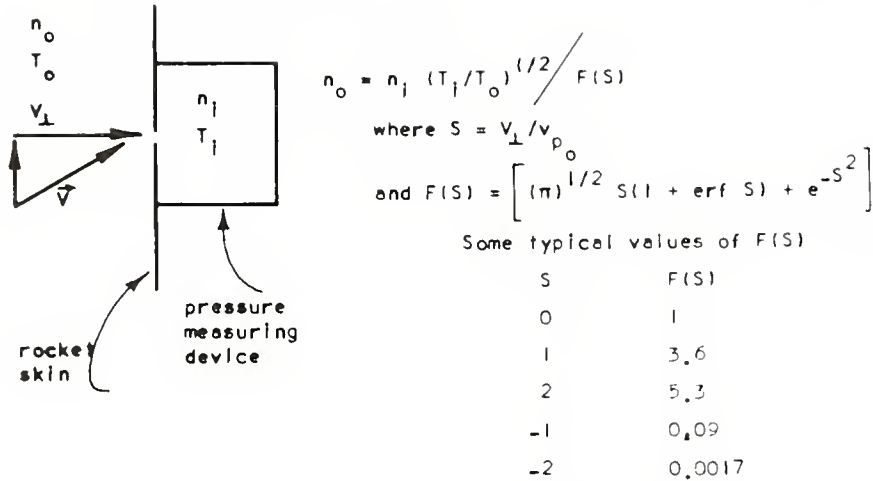 n_o
T_o
V_⊥
V⃗
n_i
T_i
rocket skin
pressure measuring device
n_o = n_i (T_i/T_o)^(1/2) / F(S)
where S = V_⊥/v_p_o
and F(S) = [(π)^1/2 S(1 + erf S) + e^-S^2]
Some typical values of F(S)
S F(S)
0 1
1 3.6
2 5.3
-1 0.09
-2 0.0017